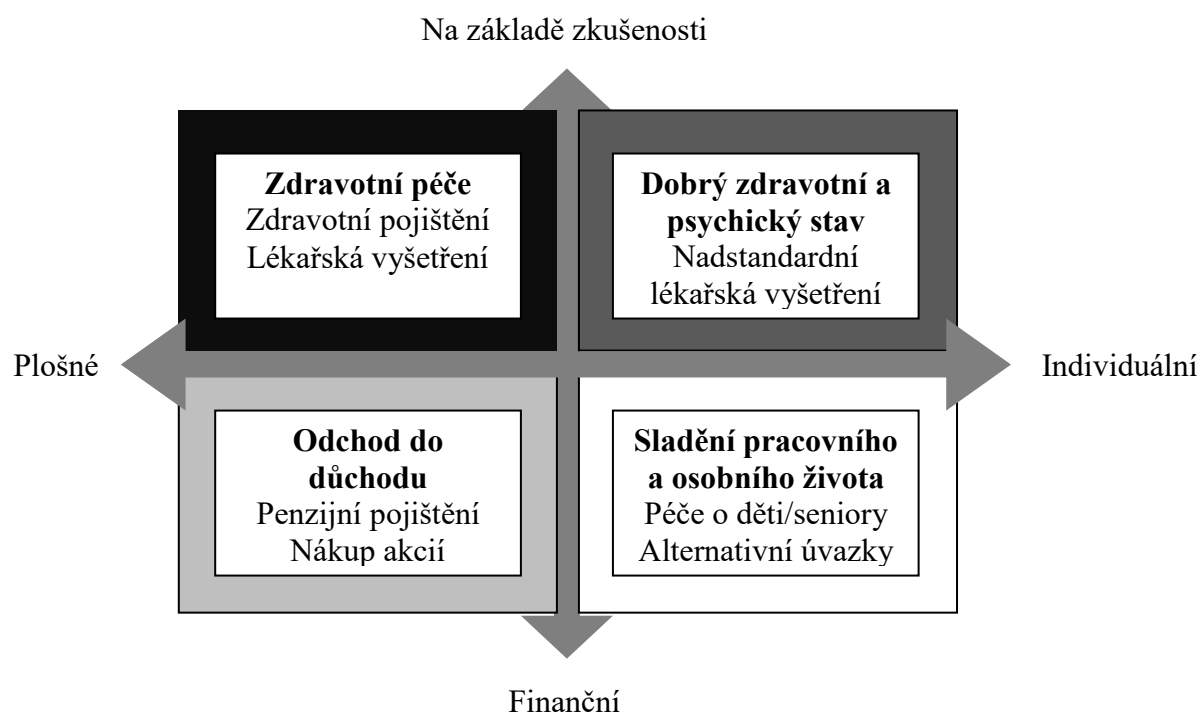 Na základě zkušenosti
Zdravotní péče
Zdravotní pojištění
Lékařská vyšetření
Dobrý zdravotní a
psychický stav
Nadstandardní
lékařská vyšetření
Plošné
Individuální
Odchod do
důchodu
Penzijní pojištění
Nákup akcií
Sladění pracovního
a osobního života
Péče o děti/seniory
Alternativní úvazky
Finanční